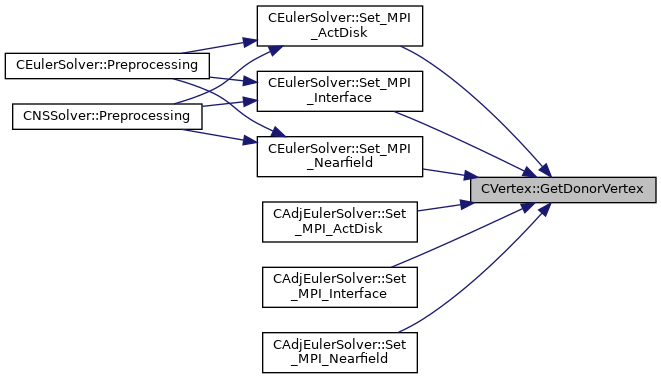 CEulerSolver::Set_MPI
_ActDisk
CEulerSolver::Preprocessing
CEulerSolver::Set_MPI
_Interface
CNSSolver::Preprocessing
CEulerSolver::Set_MPI
_Nearfield
CVertex::GetDonorVertex
CAdjEulerSolver::Set
_MPI_ActDisk
CAdjEulerSolver::Set
_MPI_Interface
CAdjEulerSolver::Set
_MPI_Nearfield